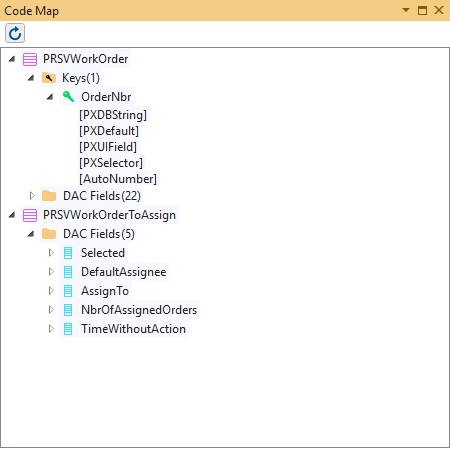 Code Map
PRSVWorkOrder
Keys(1)
OrderNbr
[PXDBString]
[PXDefault]
[PXUIField]
[PXSelector]
[AutoNumber]
DAC Fields(22)
PRSVWorkOrderToAssign
DAC Fields(5)
Selected
DefaultAssignee
AssignTo
NbrOfAssignedOrders
TimeWithoutAction